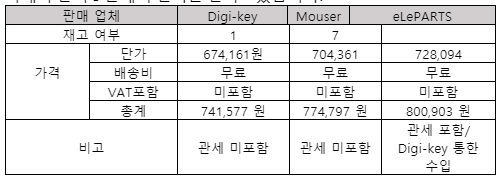 판매 업체 Digi-key Mouser eLePARTS
재고 여부 1 7
가격 단가 674,161원 704,361 728,094
배송비 무료 무료 무료
VAT포함 미포함 미포함 미포함
총계 741,577 원 774,797 원 800,903 원
비고 관세 미포함 관세 미포함 관세 포함/
Digi-key 통한
수입